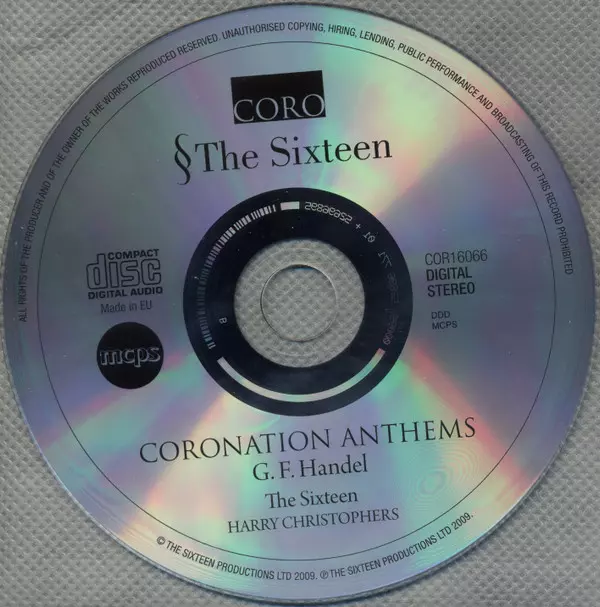 ALL RIGHTS OF THE PRODUCER AND OF THE OWNER OF THE WORKS REPRODUCED RESERVED. UNAUTHORISED COPYING, HIRING, LENDING, PUBLIC PERFORMANCE AND BROADCASTING OF THIS RECORD PROHIBITED
CORO
§ The Sixteen
COMPACT
disc
DIGITAL AUDIO
Made in EU
mcps
COR16066
DIGITAL
STEREO
DDD
MCPS
CORONATION ANTHEMS
G. F. Handel
The Sixteen
HARRY CHRISTOPHERS
© THE SIXTEEN PRODUCTIONS LTD 2009. ℗ THE SIXTEEN PRODUCTIONS LTD 2009.